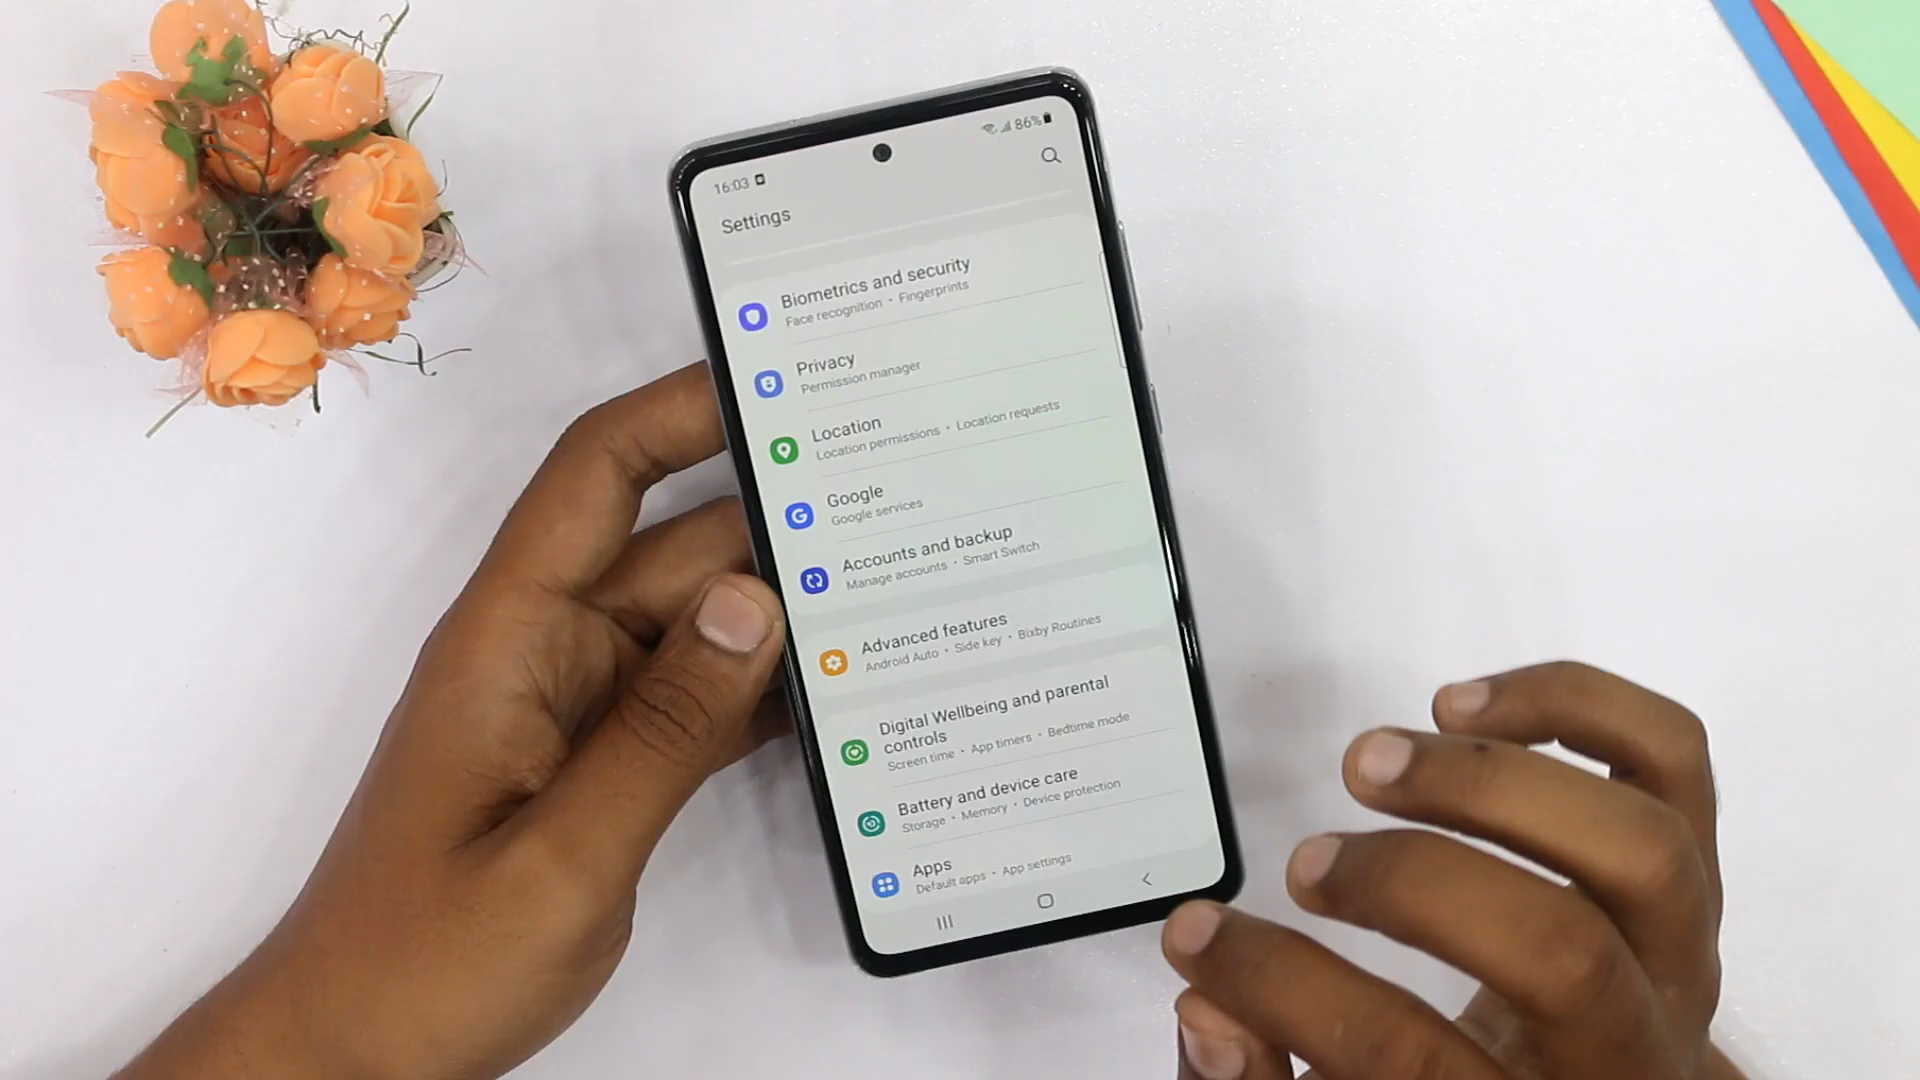 16:03
86%
Settings
Biometrics and security
Face recognition • Fingerprints
Privacy
Permission manager
Location
Location permissions • Location requests
Google
Google services
Accounts and backup
Manage accounts • Smart Switch
Advanced features
Android Auto • Side key • Bixby Routines
Digital Wellbeing and parental
controls
Screen time • App timers • Bedtime mode
Battery and device care
Storage • Memory • Device protection
Apps
Default apps • App settings